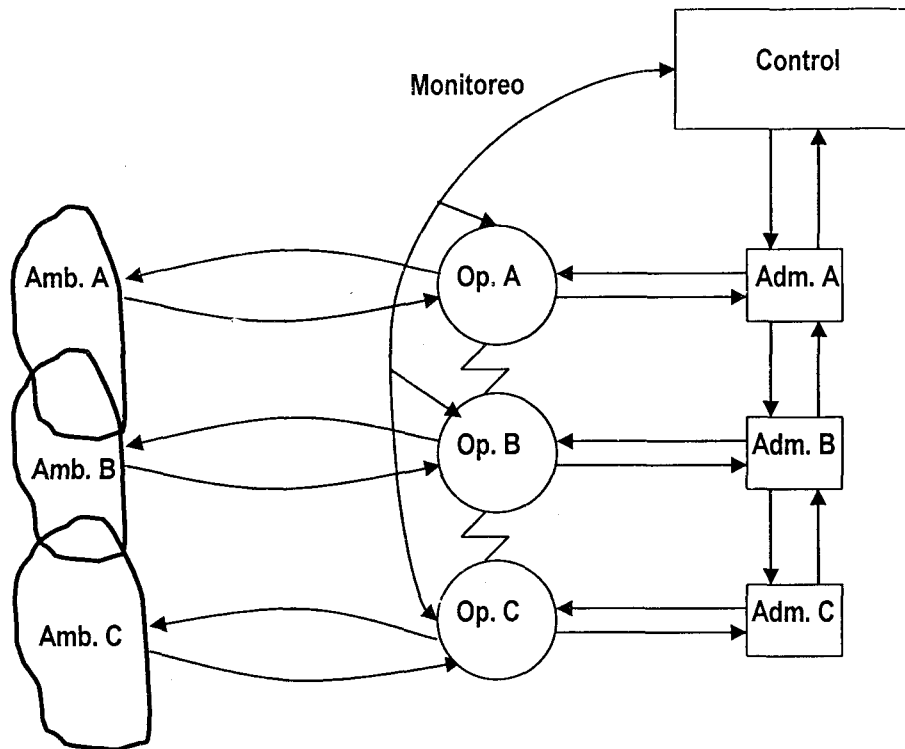 Control
Monitoreo
Amb. A
Op. A
Adm. A
Amb. B
Op. B
Adm. B
Amb. C
Op. C
Adm. C